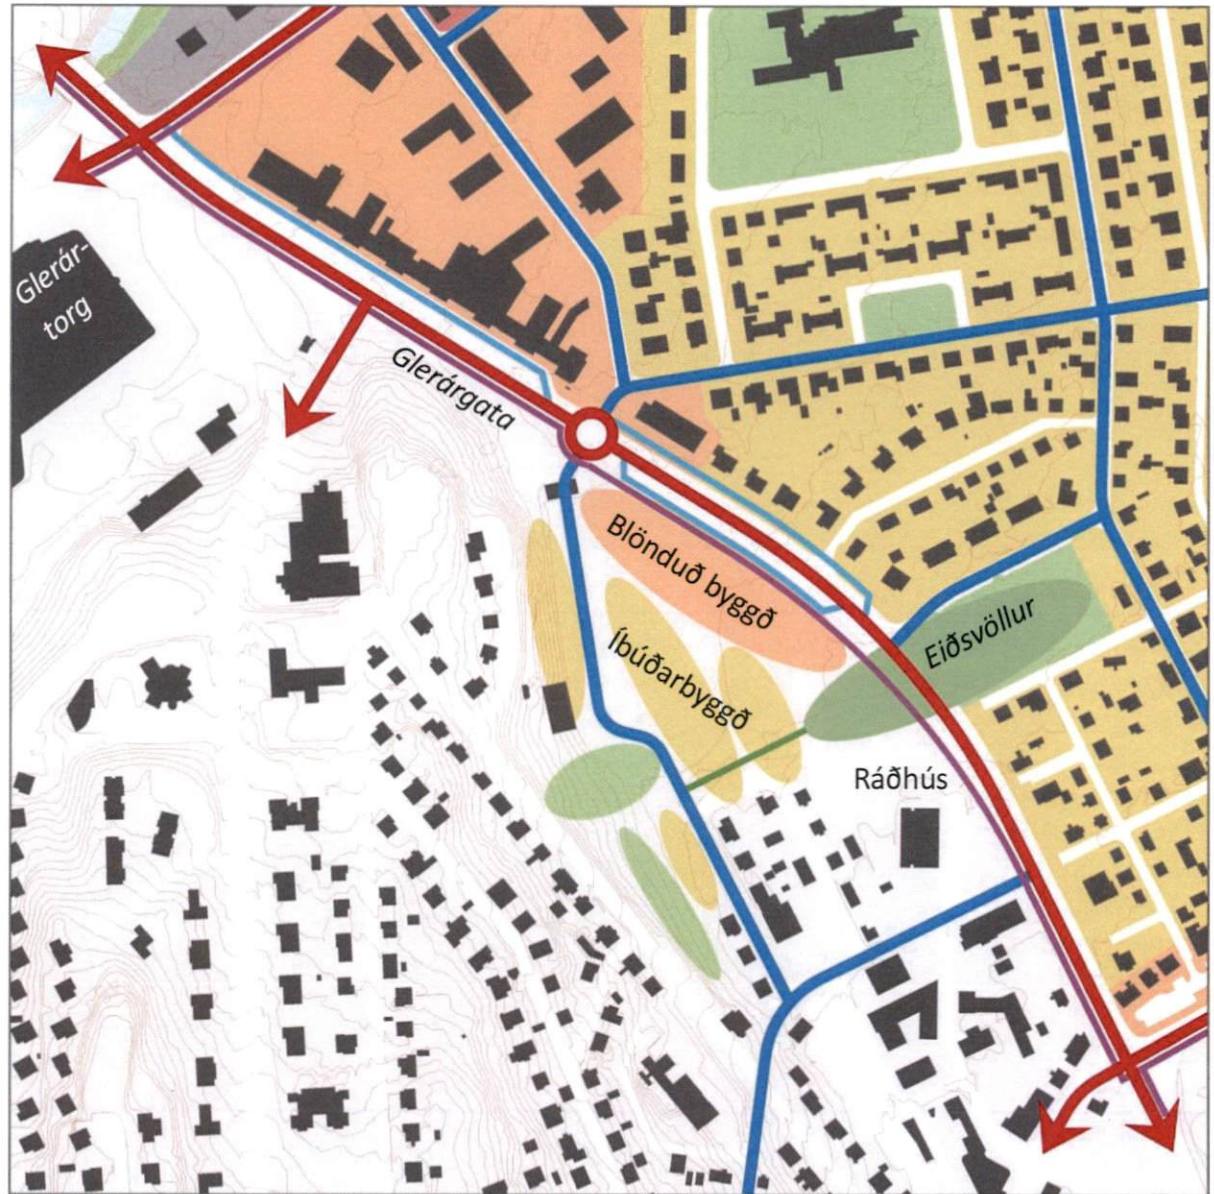 Glerár-
torg
Glerárgata
Blönduð byggð
Íbúðarbyggð
Eiðsvöllur
Ráðhús